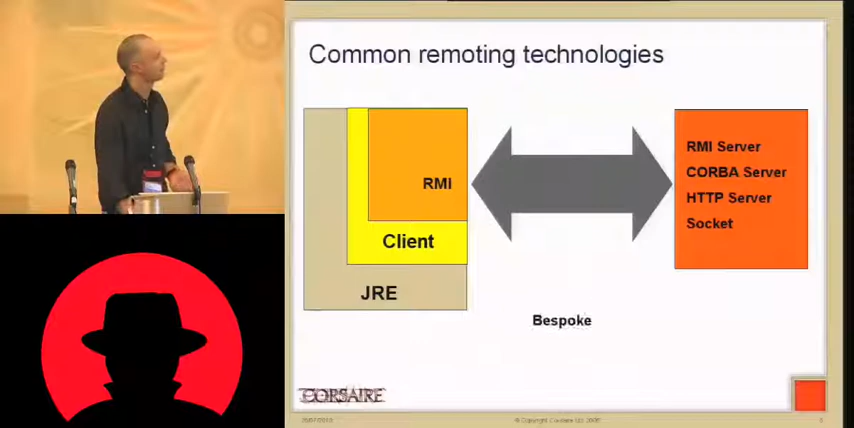 Common remoting technologies
RMI
Client
JRE
RMI Server
CORBA Server
HTTP Server
Socket
Bespoke
CORSAIRE